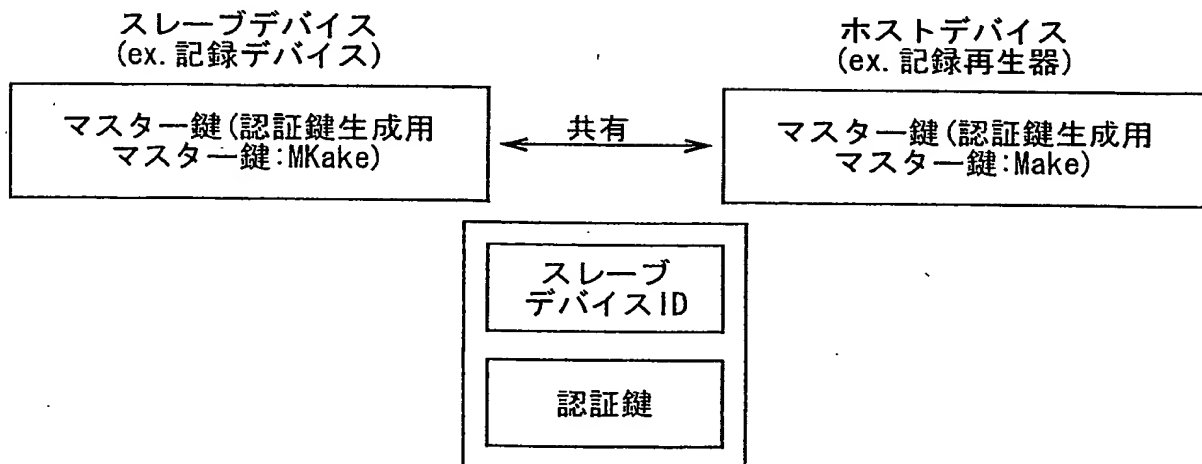 スレーブデバイス
(ex.記録デバイス)
ホストデバイス
(ex.記録再生器)
マスター鍵(認証鍵生成用
マスター鍵:MKake)
共有
マスター鍵(認証鍵生成用
マスター鍵:Make)
スレーブ
デバイスID
認証鍵